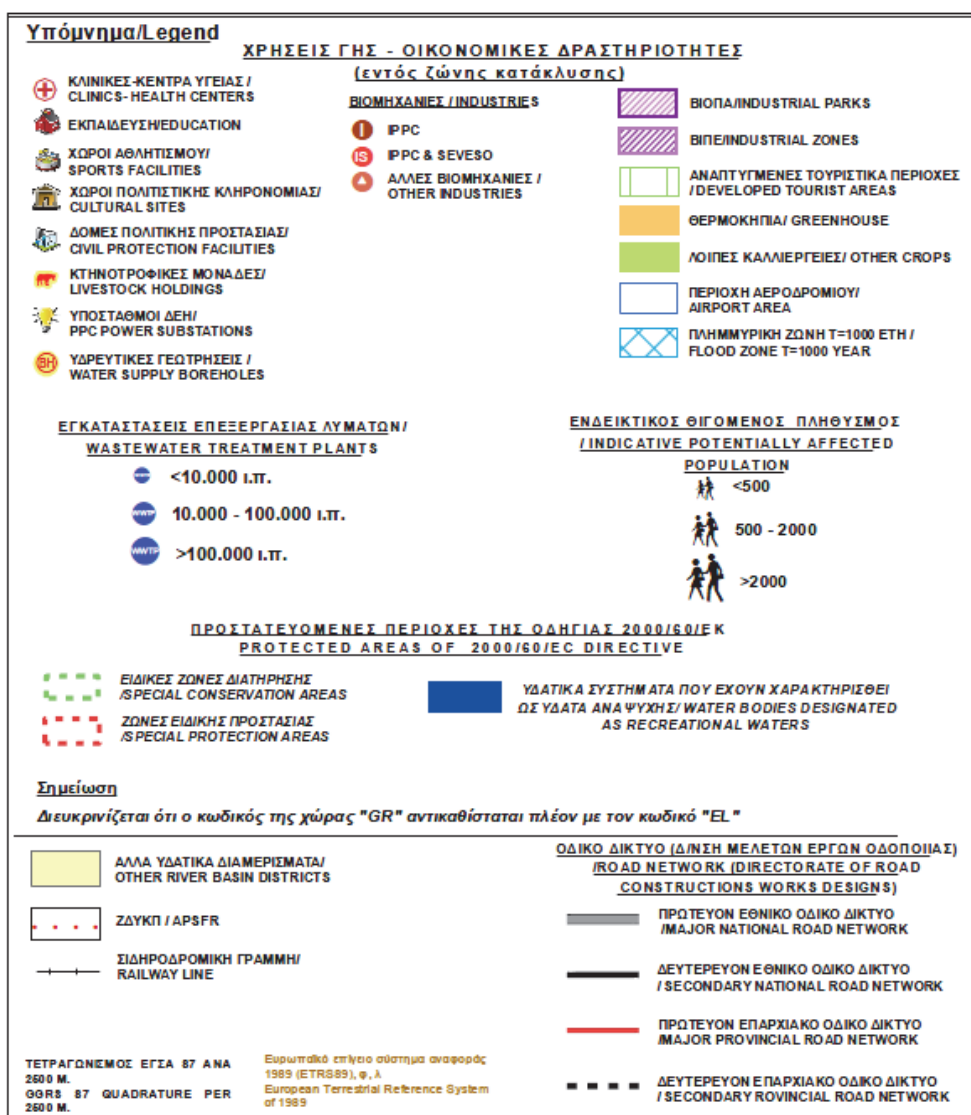 Υπόμνημα/Legend
ΧΡΗΣΕΙΣ ΓΗΣ - ΟΙΚΟΝΟΜΙΚΕΣ ΔΡΑΣΤΗΡΙΟΤΗΤΕΣ
(εντός ζώνης κατάκλυσης)
ΚΛΙΝΙΚΕΣ-ΚΕΝΤΡΑ ΥΓΕΙΑΣ /
CLINICS- HEALTH CENTERS
ΕΚΠΑΙΔΕΥΣΗ/EDUCATION
ΧΩΡΟΙ ΑΘΛΗΤΙΣΜΟΥ/
SPORTS FACILITIES
ΧΩΡΟΙ ΠΟΛΙΤΙΣΤΙΚΗΣ ΚΛΗΡΟΝΟΜΙΑΣ/
CULTURAL SITES
ΔΟΜΕΣ ΠΟΛΙΤΙΚΗΣ ΠΡΟΣΤΑΣΙΑΣ/
CIVIL PROTECTION FACILITIES
ΚΤΗΝΟΤΡΟΦΙΚΕΣ ΜΟΝΑΔΕΣ/
LIVESTOCK HOLDINGS
ΥΠΟΣΤΑΘΜΟΙ ΔΕΗ/
PPC POWER SUBSTATIONS
ΥΔΡΕΥΤΙΚΕΣ ΓΕΩΤΡΗΣΕΙΣ /
WATER SUPPLY BOREHOLES
ΒΙΟΜΗΧΑΝΙΕΣ / INDUSTRIES
I IPPC
IS IPPC & SEVESO
ΑΛΛΕΣ ΒΙΟΜΗΧΑΝΙΕΣ /
OTHER INDUSTRIES
ΒΙΟΠΑ/INDUSTRIAL PARKS
ΒΙΠΕ/INDUSTRIAL ZONES
ΑΝΑΠΤΥΓΜΕΝΕΣ ΤΟΥΡΙΣΤΙΚΑ ΠΕΡΙΟΧΕΣ
/ DEVELOPED TOURIST AREAS
ΘΕΡΜΟΚΗΠΙΑ/ GREENHOUSE
ΛΟΙΠΕΣ ΚΑΛΛΙΕΡΓΕΙΕΣ/ OTHER CROPS
ΠΕΡΙΟΧΗ ΑΕΡΟΔΡΟΜΙΟΥ/
AIRPORT AREA
ΠΛΗΜΜΥΡΙΚΗ ΖΩΝΗ T=1000 ΕΤΗ /
FLOOD ZONE T=1000 YEAR
ΕΓΚΑΤΑΣΤΑΣΕΙΣ ΕΠΕΞΕΡΓΑΣΙΑΣ ΛΥΜΑΤΩΝ/
WASTEWATER TREATMENT PLANTS
<10.000 ι.π.
WWTP 10.000 - 100.000 ι.π.
WWTP >100.000 ι.π.
ΕΝΔΕΙΚΤΙΚΟΣ ΘΙΓΟΜΕΝΟΣ ΠΛΗΘΥΣΜΟΣ
/ INDICATIVE POTENTIALLY AFFECTED
POPULATION
<500
500 - 2000
>2000
ΠΡΟΣΤΑΤΕΥΟΜΕΝΕΣ ΠΕΡΙΟΧΕΣ ΤΗΣ ΟΔΗΓΙΑΣ 2000/60/ΕΚ
PROTECTED AREAS OF 2000/60/EC DIRECTIVE
ΕΙΔΙΚΕΣ ΖΩΝΕΣ ΔΙΑΤΗΡΗΣΗΣ
/SPECIAL CONSERVATION AREAS
ΖΩΝΕΣ ΕΙΔΙΚΗΣ ΠΡΟΣΤΑΣΙΑΣ
/SPECIAL PROTECTION AREAS
ΥΔΑΤΙΚΑ ΣΥΣΤΗΜΑΤΑ ΠΟΥ ΕΧΟΥΝ ΧΑΡΑΚΤΗΡΙΣΘΕΙ
ΩΣ ΥΔΑΤΑ ΑΝΑΨΥΧΗΣ/ WATER BODIES DESIGNATED
AS RECREATIONAL WATERS
Σημείωση
Διευκρινίζεται ότι ο κωδικός της χώρας "GR" αντικαθίσταται πλέον με τον κωδικό "EL"
ΑΛΛΑ ΥΔΑΤΙΚΑ ΔΙΑΜΕΡΙΣΜΑΤΑ/
OTHER RIVER BASIN DISTRICTS
ΖΔΥΚΠ / APSFR
ΣΙΔΗΡΟΔΡΟΜΙΚΗ ΓΡΑΜΜΗ/
RAILWAY LINE
ΟΔΙΚΟ ΔΙΚΤΥΟ (Δ/ΝΣΗ ΜΕΛΕΤΩΝ ΕΡΓΩΝ ΟΔΟΠΟΙΙΑΣ)
/ROAD NETWORK (DIRECTORATE OF ROAD
CONSTRUCTIONS WORKS DESIGNS)
ΠΡΩΤΕΥΟΝ ΕΘΝΙΚΟ ΟΔΙΚΟ ΔΙΚΤΥΟ
/MAJOR NATIONAL ROAD NETWORK
ΔΕΥΤΕΡΕΥΟΝ ΕΘΝΙΚΟ ΟΔΙΚΟ ΔΙΚΤΥΟ
/ SECONDARY NATIONAL ROAD NETWORK
ΠΡΩΤΕΥΟΝ ΕΠΑΡΧΙΑΚΟ ΟΔΙΚΟ ΔΙΚΤΥΟ
/MAJOR PROVINCIAL ROAD NETWORK
ΔΕΥΤΕΡΕΥΟΝ ΕΠΑΡΧΙΑΚΟ ΟΔΙΚΟ ΔΙΚΤΥΟ
/ SECONDARY ROVINCIAL ROAD NETWORK
ΤΕΤΡΑΓΩΝΙΣΜΟΣ ΕΓΣΑ 87 ΑΝΑ
2500 Μ.
GGRS 87 QUADRATURE PER
2500 M.
Ευρωπαϊκό επίγειο σύστημα αναφοράς
1989 (ETRS89), φ, λ
European Terrestrial Reference System
of 1989